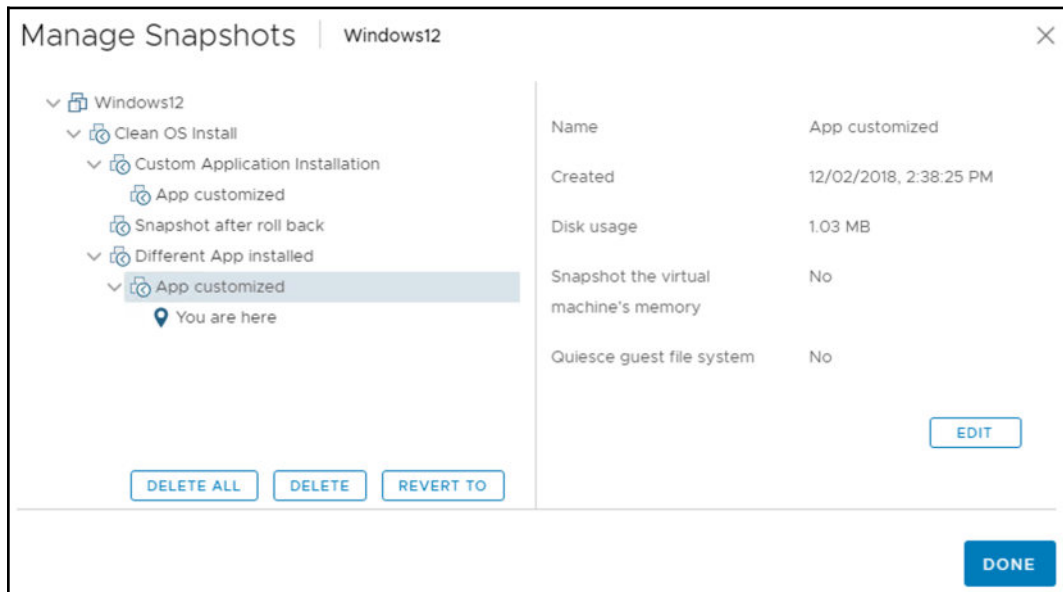 Manage Snapshots Windows12
Windows12
Clean OS Install
Custom Application Installation
App customized
Snapshot after roll back
Different App installed
App customized
You are here
DELETE ALL DELETE REVERT TO
Name App customized
Created 12/02/2018, 2:38:25 PM
Disk usage 1.03 MB
Snapshot the virtual No
machine's memory
Quiesce guest file system No
EDIT
DONE